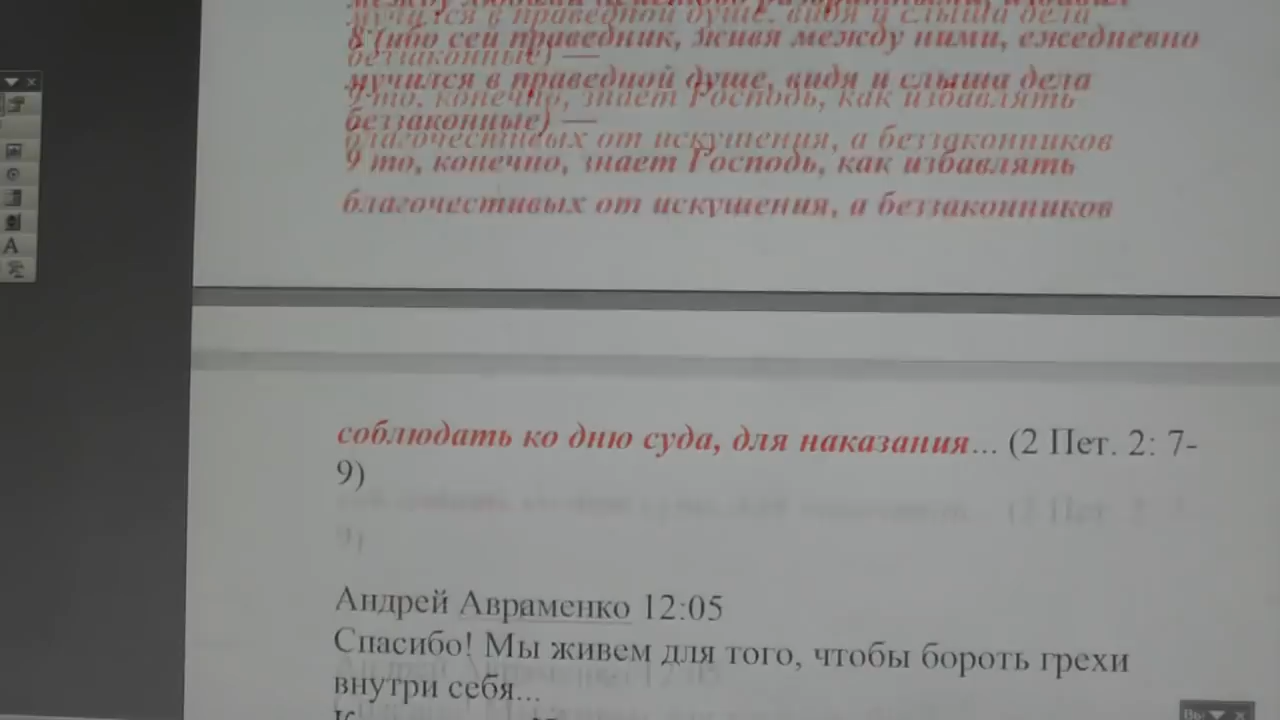 8 (ибо сей праведник, живя между ними, ежедневно
мучился в праведной душе, видя и слыша дела
беззаконные) —
9 то, конечно, знает Господь, как избавлять
благочестивых от искушения, а беззаконников
соблюдать ко дню суда, для наказания... (2 Пет. 2: 7-
9)
Андрей Авраменко 12:05
Спасибо! Мы живем для того, чтобы бороть грехи
внутри себя...